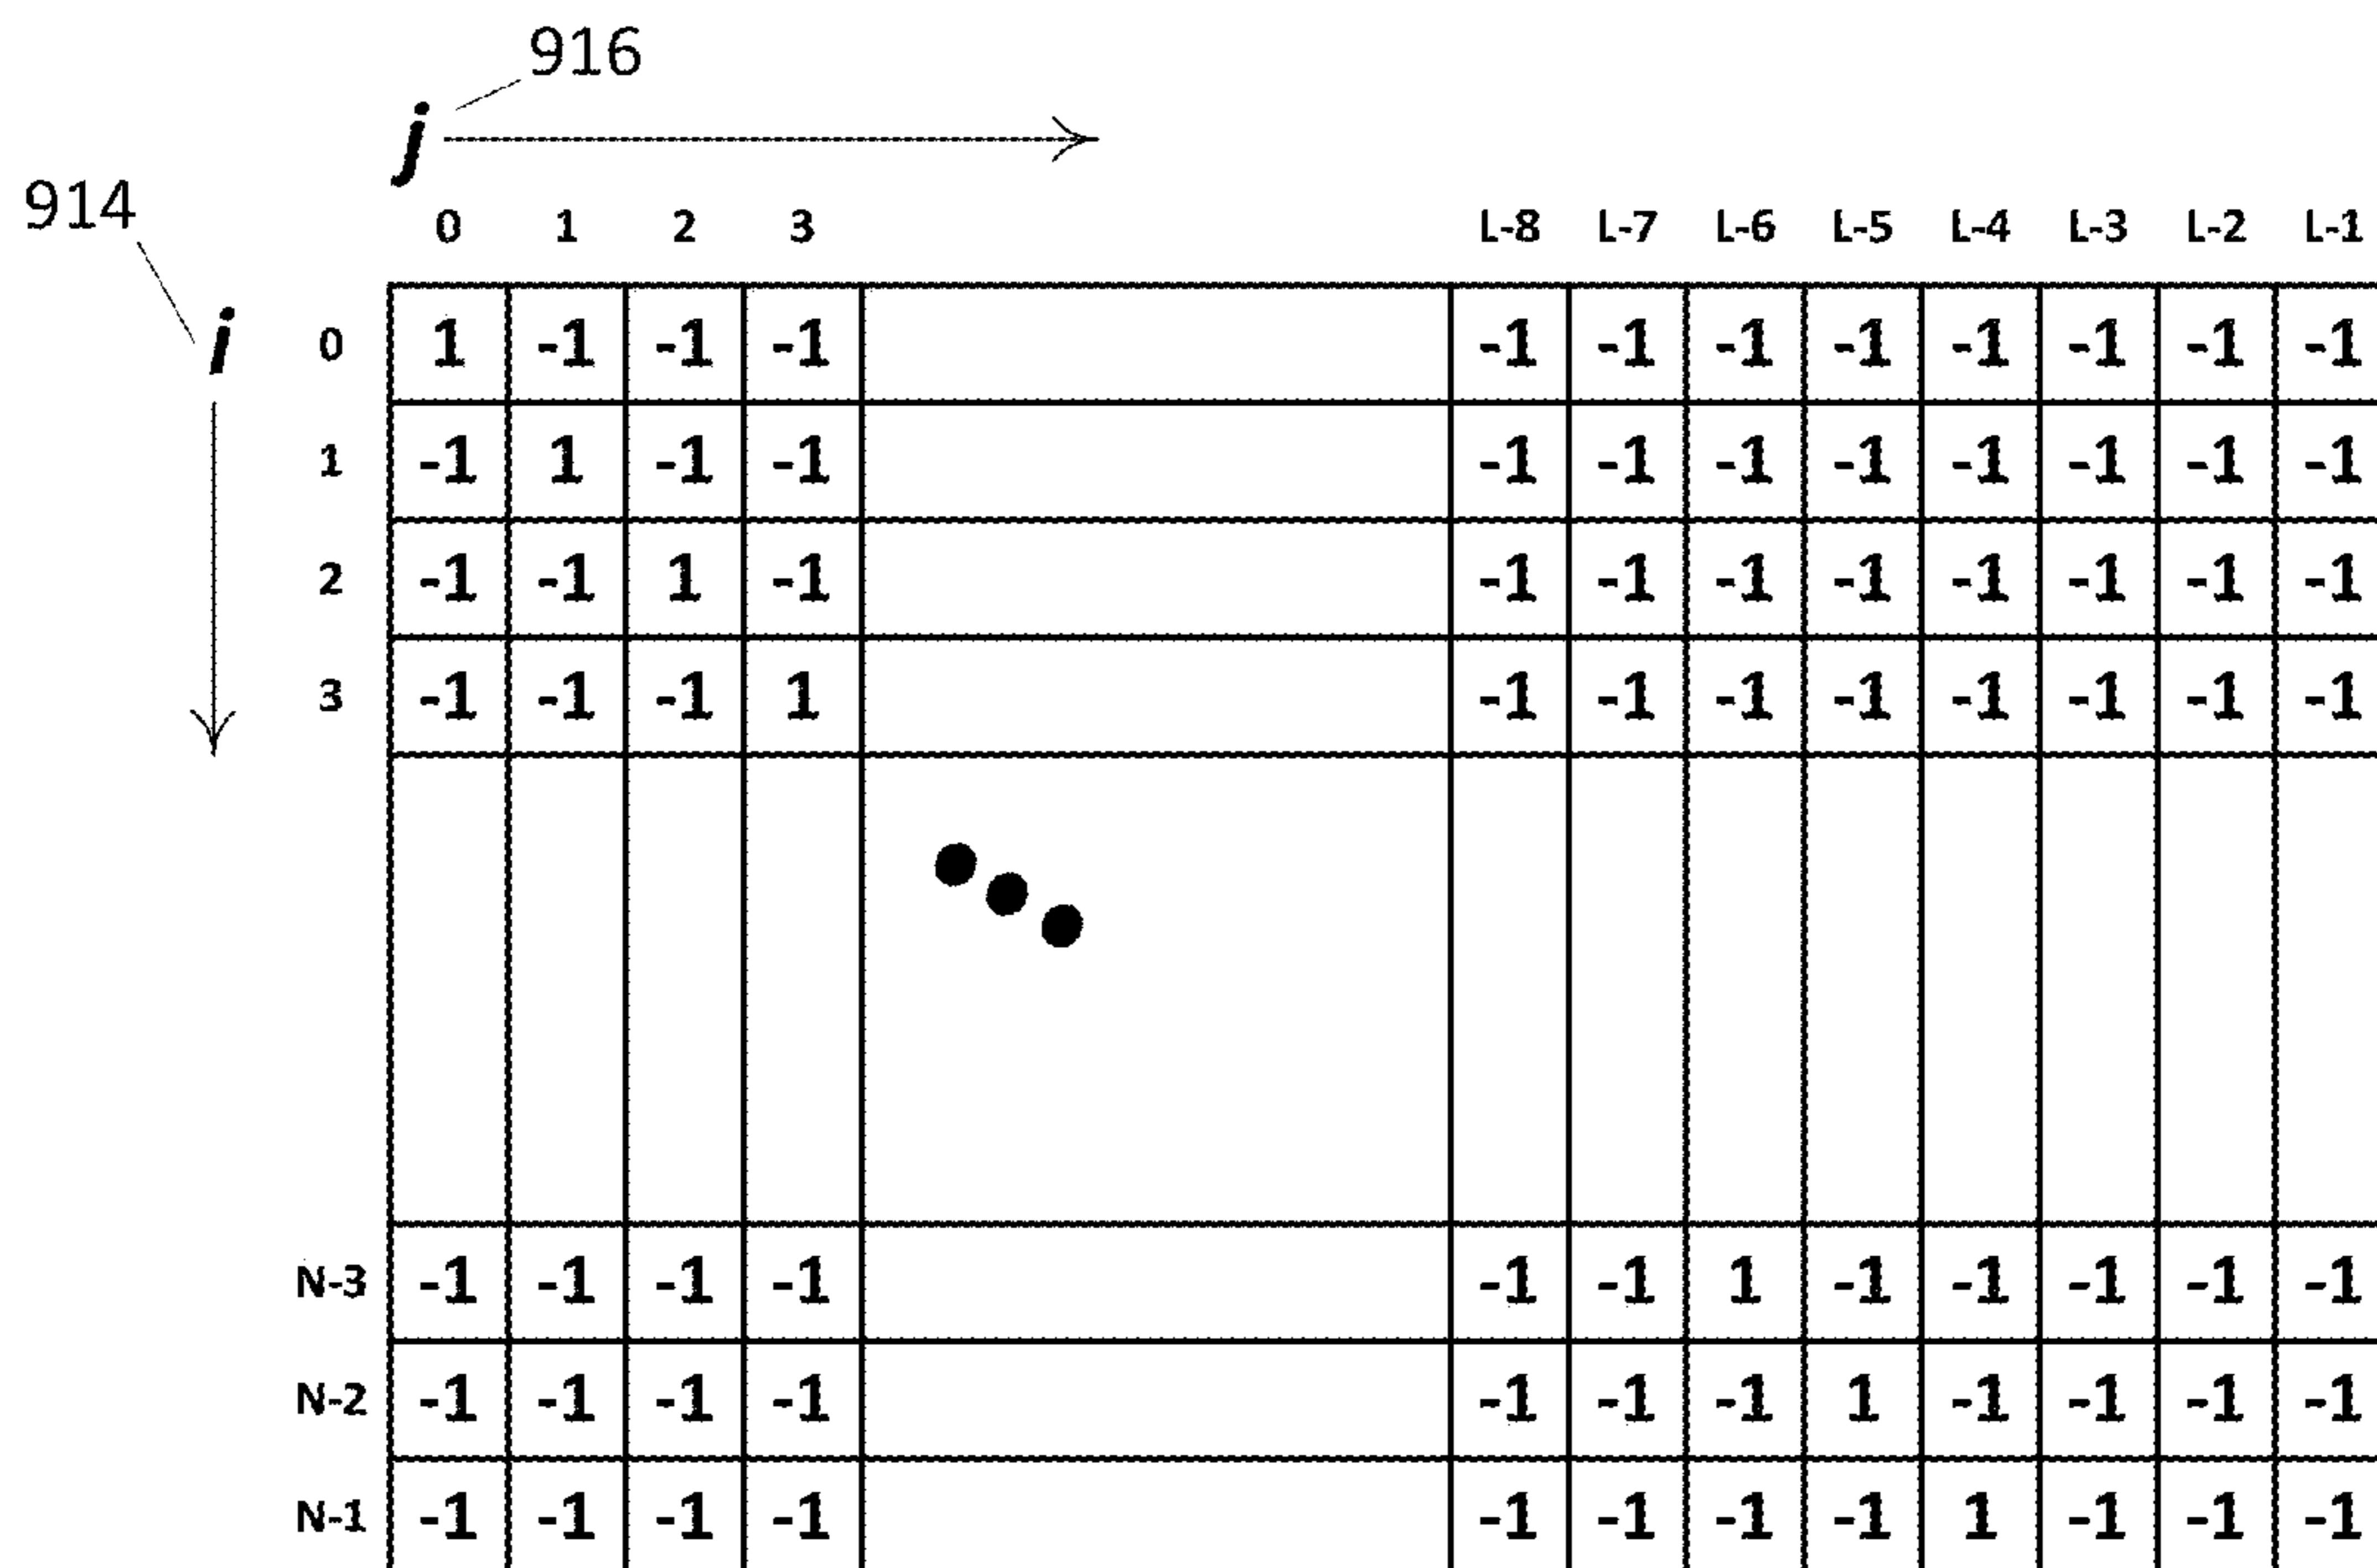 916
j
914
0 1 2 3 L-8 L-7 L-6 L-5 L-4 L-3 L-2 L-1
i
0 1 -1 -1 -1 -1 -1 -1 -1 -1 -1 -1 -1
1 -1 1 -1 -1 -1 -1 -1 -1 -1 -1 -1 -1
2 -1 -1 1 -1 -1 -1 -1 -1 -1 -1 -1 -1
3 -1 -1 -1 1 -1 -1 -1 -1 -1 -1 -1 -1
N-3 -1 -1 -1 -1 -1 -1 1 -1 -1 -1 -1 -1
N-2 -1 -1 -1 -1 -1 -1 -1 1 -1 -1 -1 -1
N-1 -1 -1 -1 -1 -1 -1 -1 -1 1 -1 -1 -1